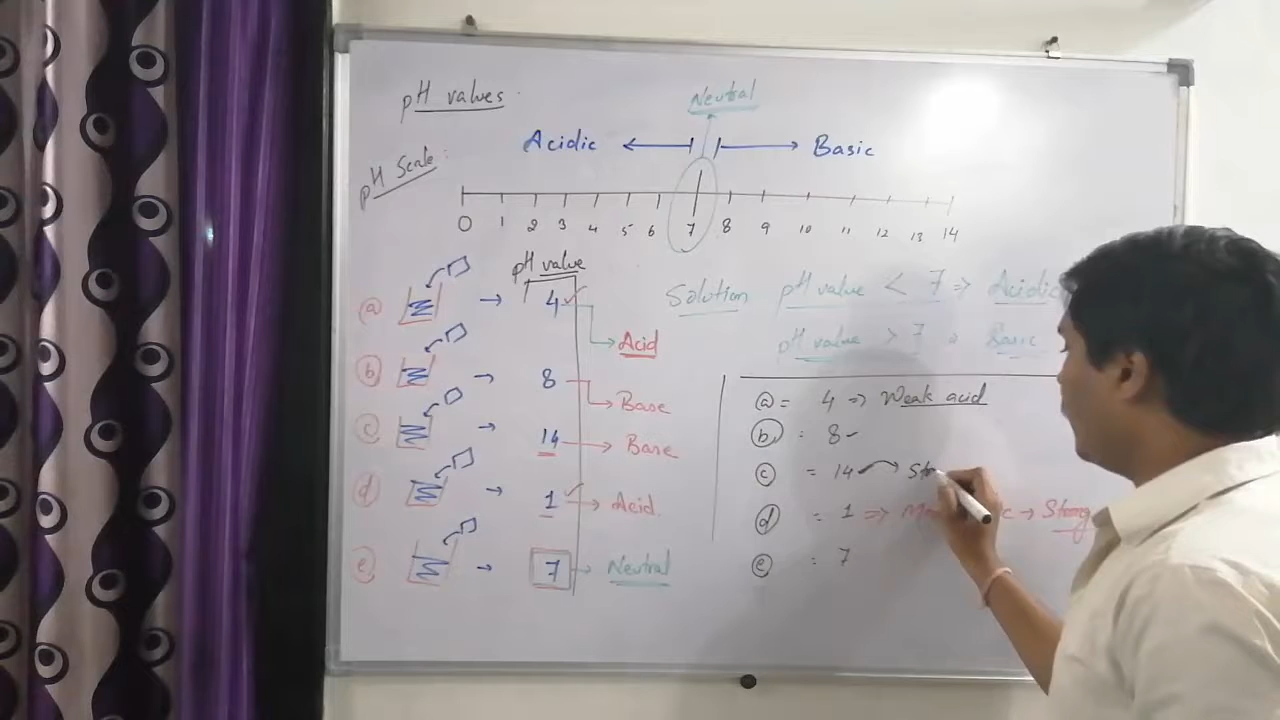 pH values
Neutral
Acidic ← → Basic
pH Scale:
0 1 2 3 4 5 6 7 8 9 10 11 12 13 14
pH value
Solution pH value < 7 ⇒ Acidic
pH value > 7 Basic
(a) → 4 → Acid
(b) → 8 → Base
(c) → 14 → Base
(d) → 1 → Acid.
(e) → 7 → Neutral
(a) = 4 ⇒ Weak acid
(b) = 8
(c) = 14 →
(d) = 1 ⇒ → Strong
(e) = 7